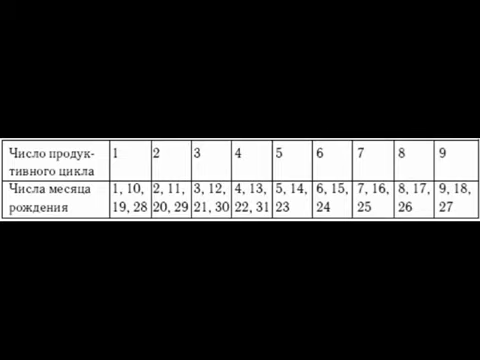 Число продук-
тивного цикла
1 2 3 4 5 6 7 8 9
Числа месяца
рождения
1, 10, 2, 11, 3, 12, 4, 13, 5, 14, 6, 15, 7, 16, 8, 17, 9, 18,
19, 28 20, 29 21, 30 22, 31 23 24 25 26 27